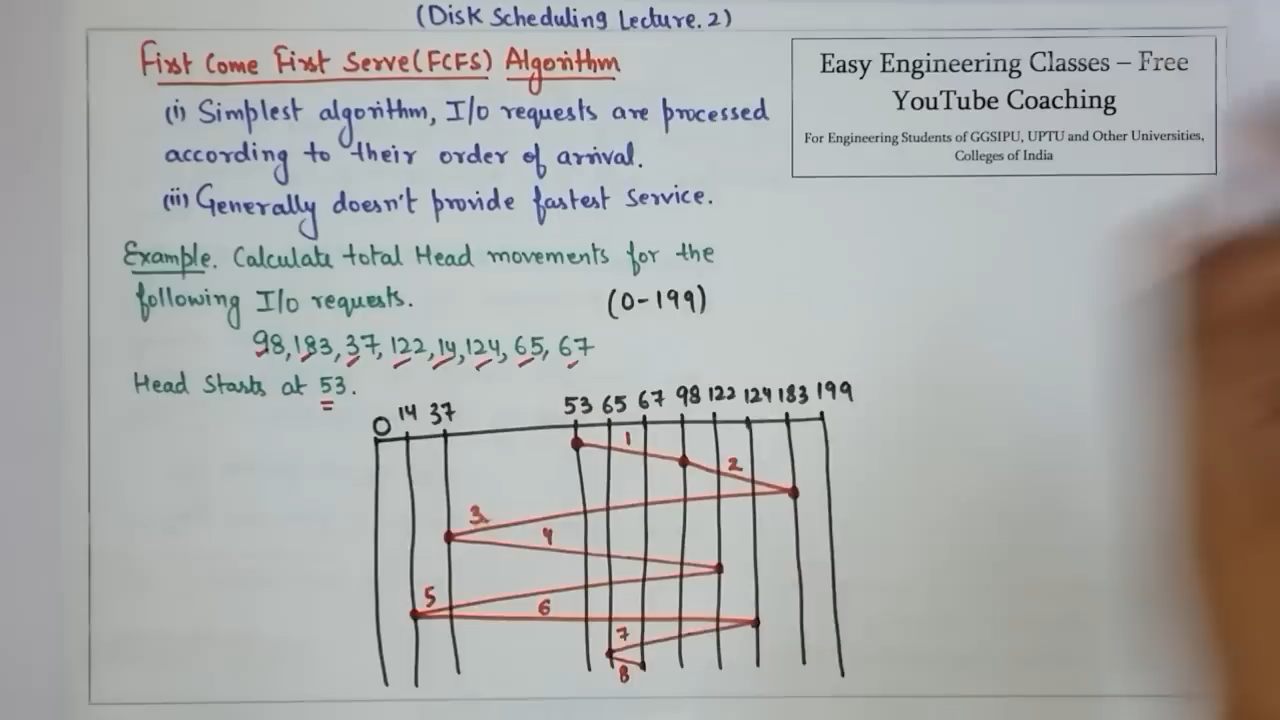 (Disk Scheduling Lecture.2)
First Come First Serve(FCFS) Algorithm
(i) Simplest algorithm, I/o requests are processed
according to their order of arrival.
(ii) Generally doesn't provide fastest service.
Easy Engineering Classes – Free
YouTube Coaching
For Engineering Students of GGSIPU, UPTU and Other Universities,
Colleges of India
Example. Calculate total Head movements for the
following I/o requests. (0-199)
98,183,37,122,14,124,65,67
Head Starts at 53.
0 14 37 53 65 67 98 122 124 183 199
1
2
3
4
5
6
7
8